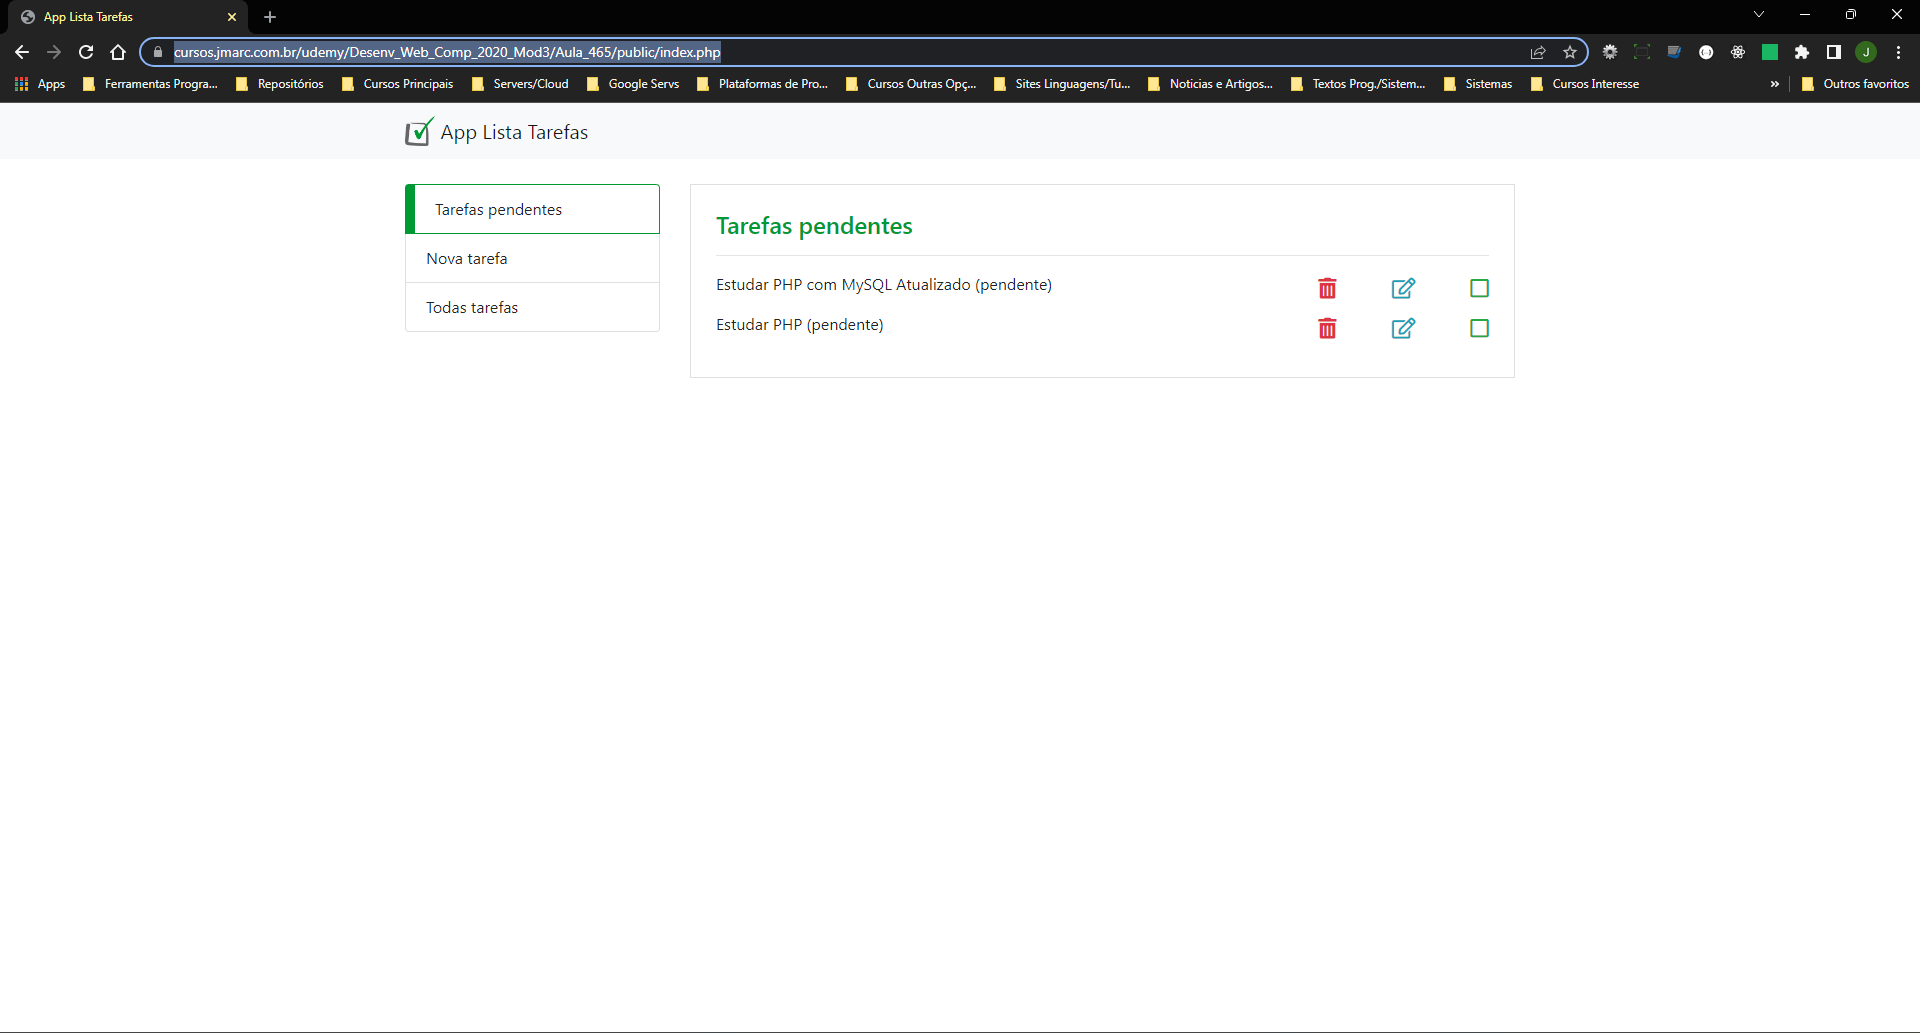 App Lista Tarefas
cursos.jmarc.com.br/udemy/Desenv_Web_Comp_2020_Mod3/Aula_465/public/index.php
J
Apps Ferramentas Progra... Repositórios Cursos Principais Servers/Cloud Google Servs Plataformas de Pro... Cursos Outras Opç... Sites Linguagens/Tu... Noticias e Artigos... Textos Prog./Sistem... Sistemas Cursos Interesse » Outros favoritos
App Lista Tarefas
Tarefas pendentes
Nova tarefa
Todas tarefas
Tarefas pendentes
Estudar PHP com MySQL Atualizado (pendente)
Estudar PHP (pendente)